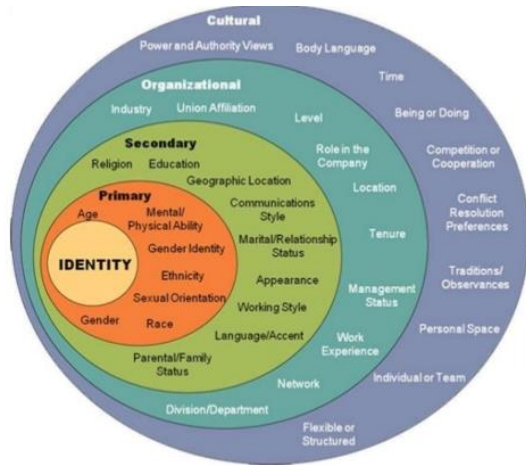 Cultural
Power and Authority Views
Body Language
Time
Being or Doing
Competition or
Cooperation
Conflict
Resolution
Preferences
Traditions/
Observances
Personal Space
Individual or Team
Flexible or
Structured
Organizational
Industry
Union Affiliation
Level
Role in the
Company
Location
Tenure
Management
Status
Work
Experience
Network
Division/Department
Secondary
Religion
Education
Geographic Location
Communications
Style
Marital/Relationship
Status
Appearance
Working Style
Language/Accent
Parental/Family
Status
Primary
Age
Mental/
Physical Ability
Gender Identity
Ethnicity
Sexual Orientation
Race
Gender
IDENTITY